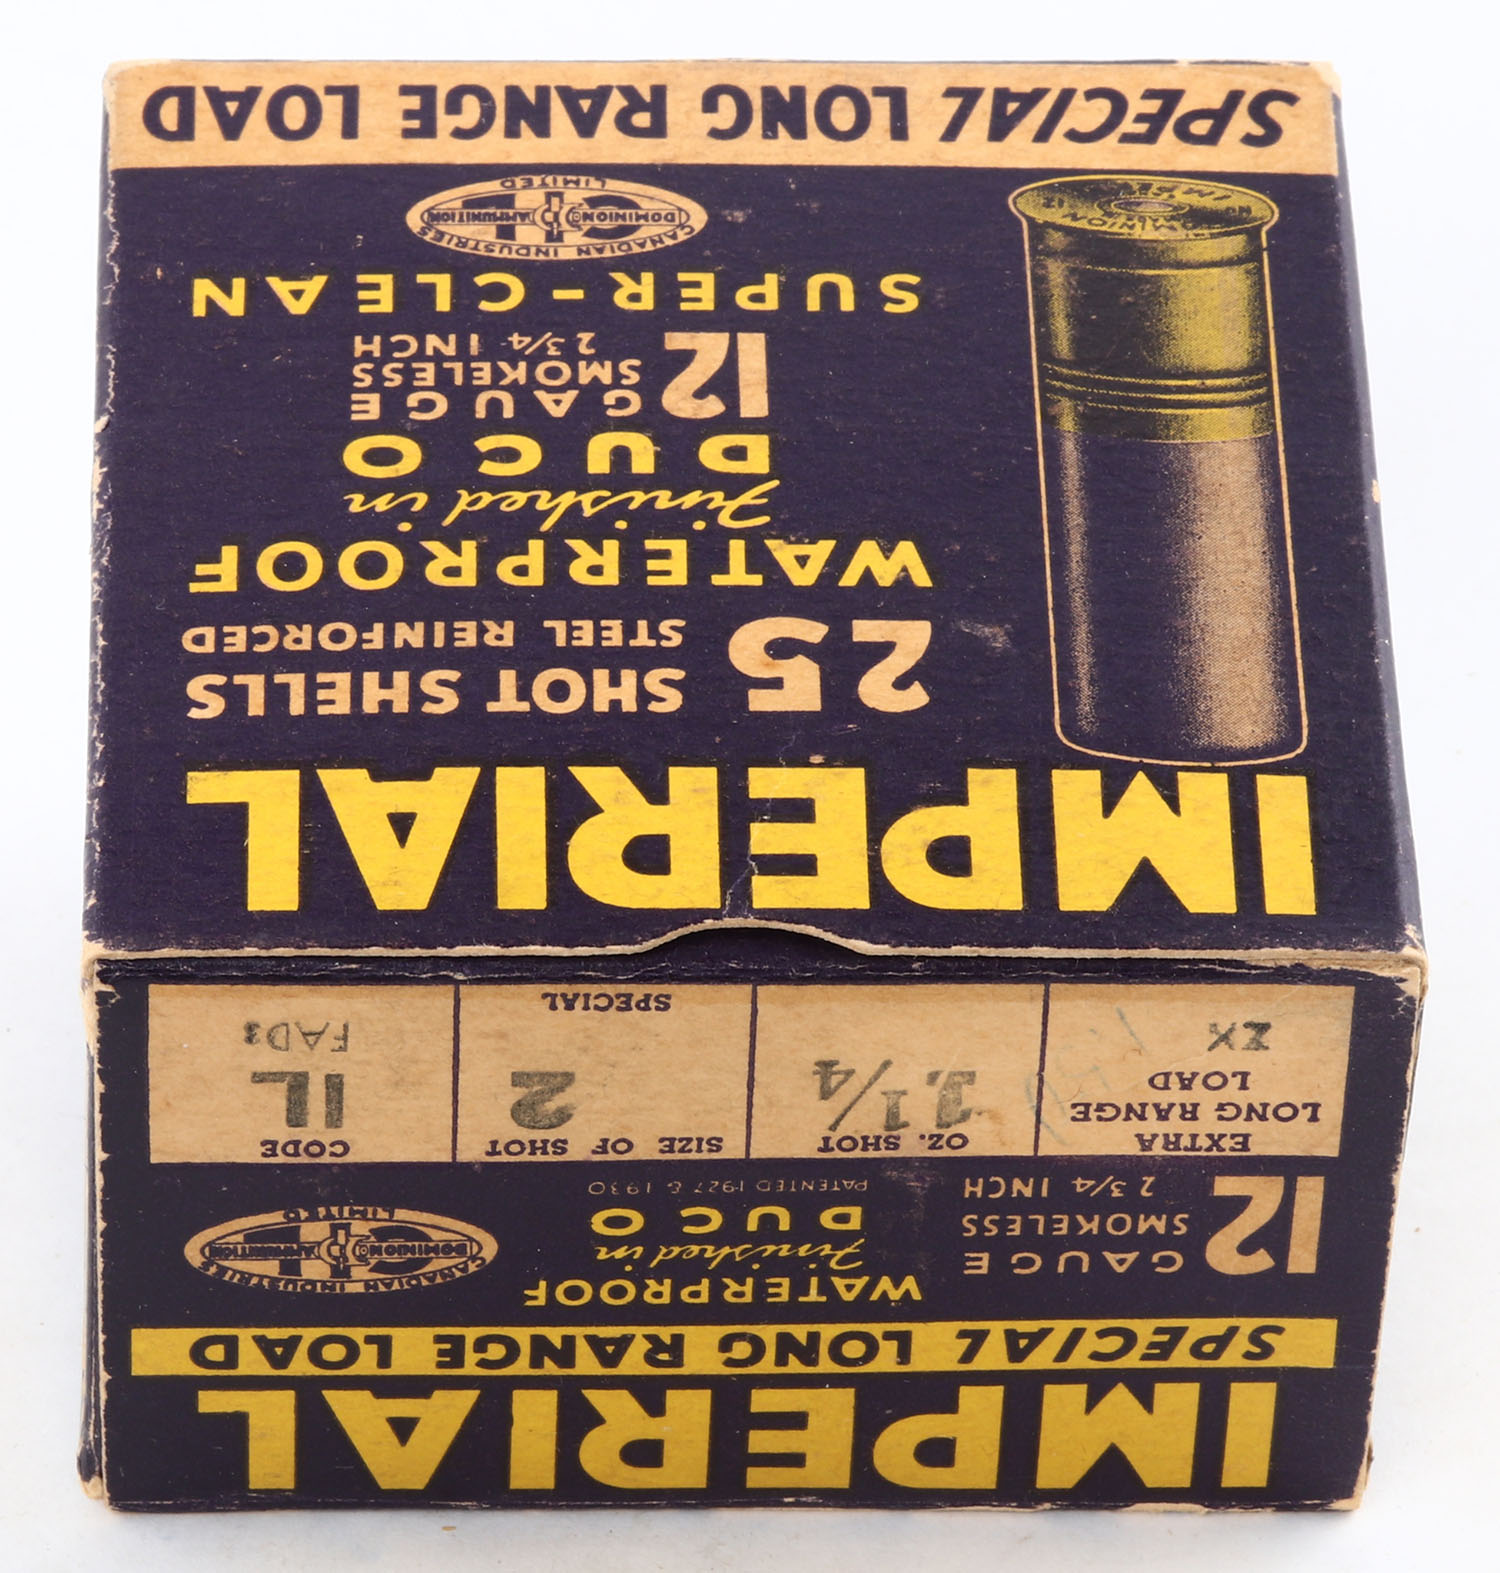 IMPERIAL
SPECIAL LONG RANGE LOAD
12 GAUGE
SMOKELESS
2 3/4 INCH
WATERPROOF
Finished in
DUCO
PATENTED 1927 & 1930
CANADIAN INDUSTRIES
CIL
DOMINION AMMUNITION
LIMITED
EXTRA
LONG RANGE
LOAD
ZX
OZ. SHOT
1.1/4
SIZE OF SHOT
2
SPECIAL
CODE
1L
IMPERIAL
25 SHOT SHELLS
STEEL REINFORCED
WATERPROOF
Finished in
DUCO
12 GAUGE
SMOKELESS
2 3/4 INCH
SUPER-CLEAN
CANADIAN INDUSTRIES
CIL
DOMINION AMMUNITION
LIMITED
SPECIAL LONG RANGE LOAD